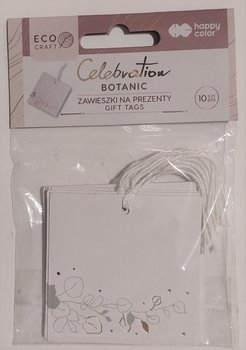 ECO
CRAFT
happy
color
Celebration
BOTANIC
ZAWIESZKI NA PREZENTY
GIFT TAGS
10